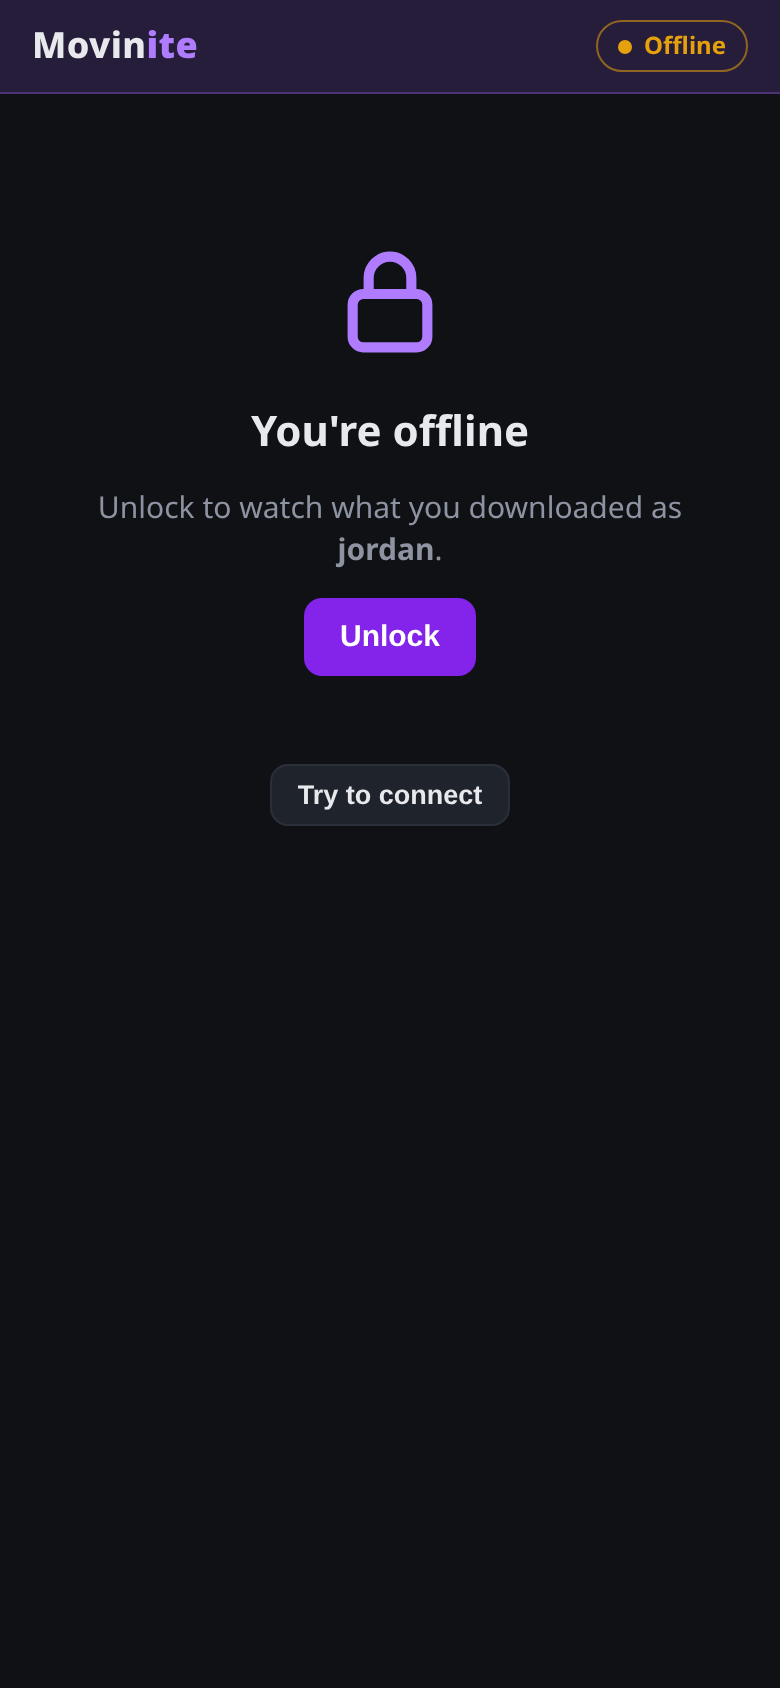 Movinite
Offline
You're offline
Unlock to watch what you downloaded as
jordan.
Unlock
Try to connect